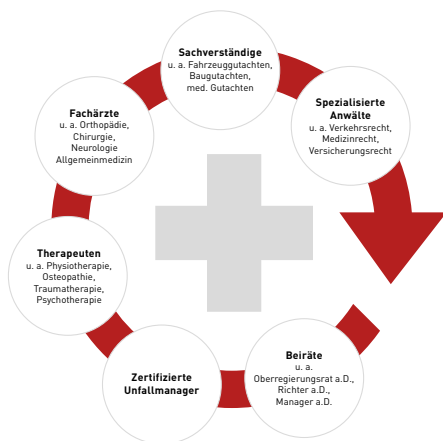 Sachverständige
u. a. Fahrzeuggutachten,
Baugutachten,
med. Gutachten
Spezialisierte
Anwälte
u. a. Verkehrsrecht,
Medizinrecht,
Versicherungsrecht
Fachärzte
u. a. Orthopädie,
Chirurgie,
Neurologie
Allgemeinmedizin
Therapeuten
u. a. Physiotherapie,
Osteopathie,
Traumatherapie,
Psychotherapie
Zertifizierte
Unfallmanager
Beiräte
u. a.
Oberregierungsrat a.D.,
Richter a.D.,
Manager a.D.